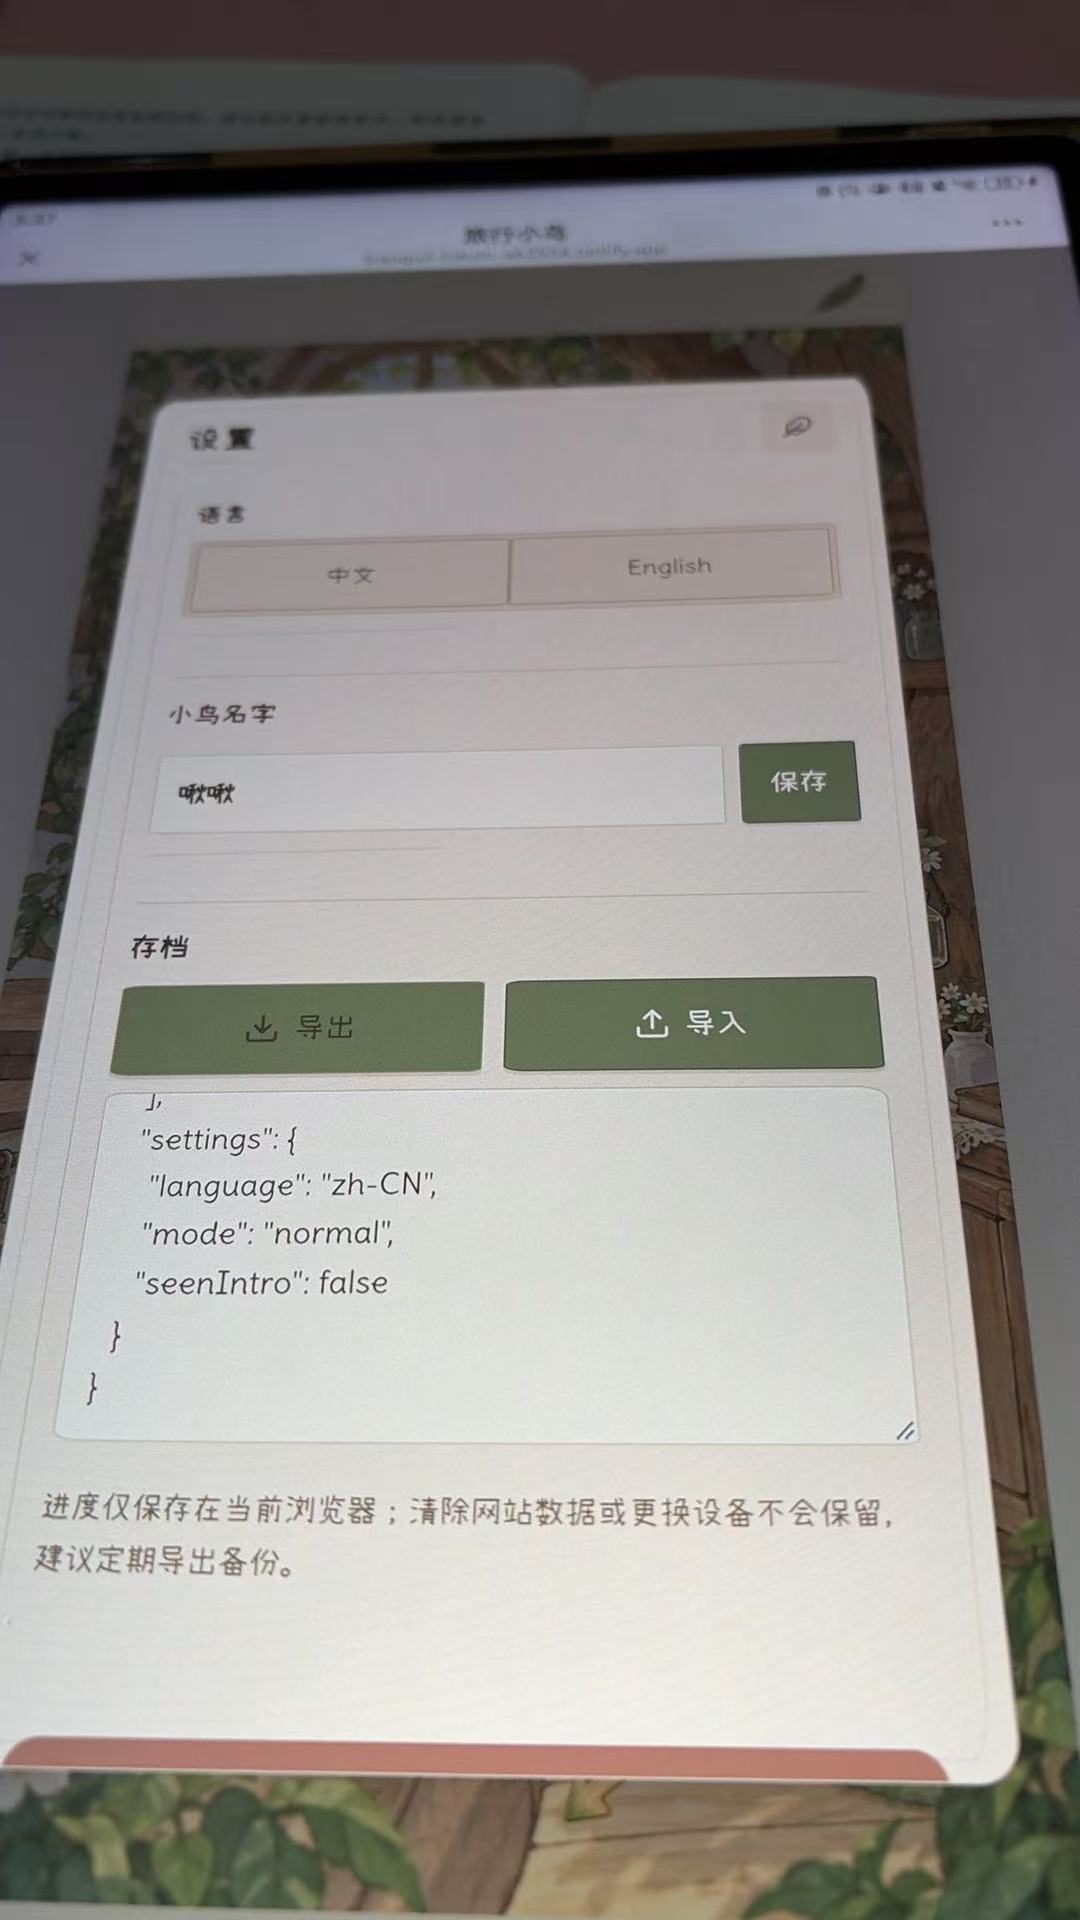 旅行小鸟
设置
语言
中文
English
小鸟名字
啾啾
保存
存档
导出
导入
],
"settings": {
"language": "zh-CN",
"mode": "normal",
"seenIntro": false
}
}
进度仅保存在当前浏览器；清除网站数据或更换设备不会保留，
建议定期导出备份。